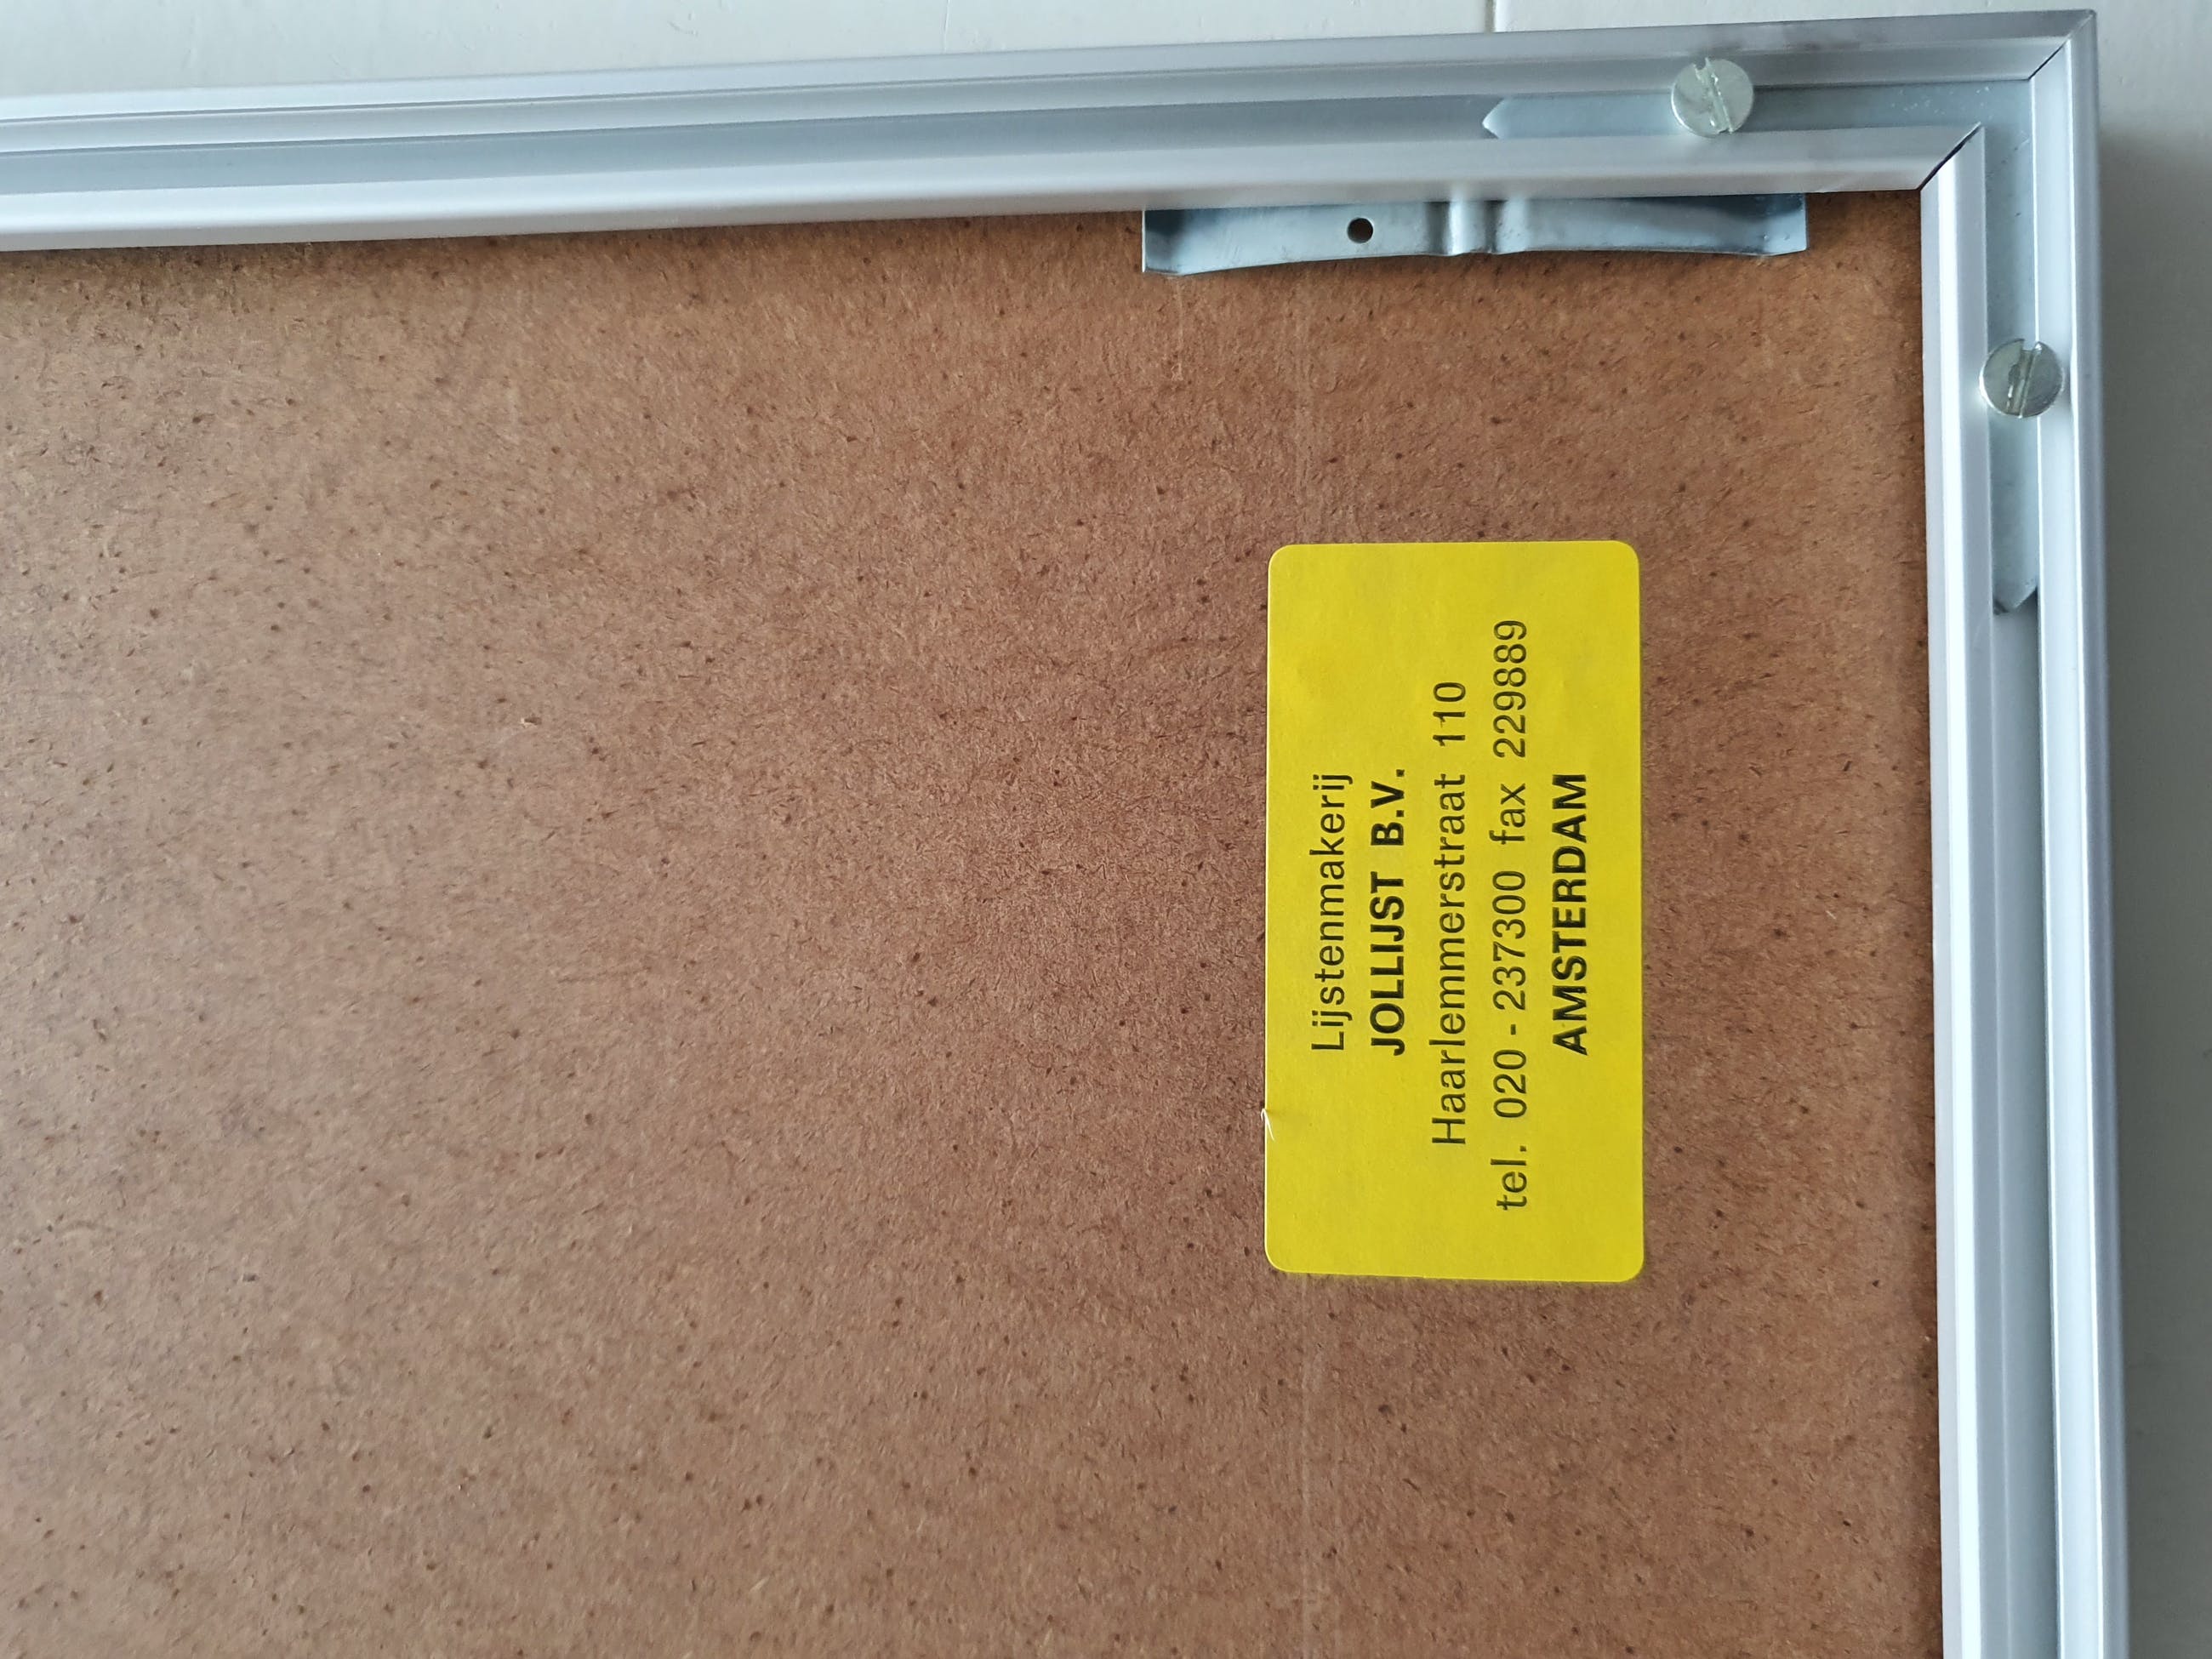 Lijstenmakerij
JOLLIJST B.V.
Haarlemmerstraat 110
tel. 020 - 237300 fax 229889
AMSTERDAM